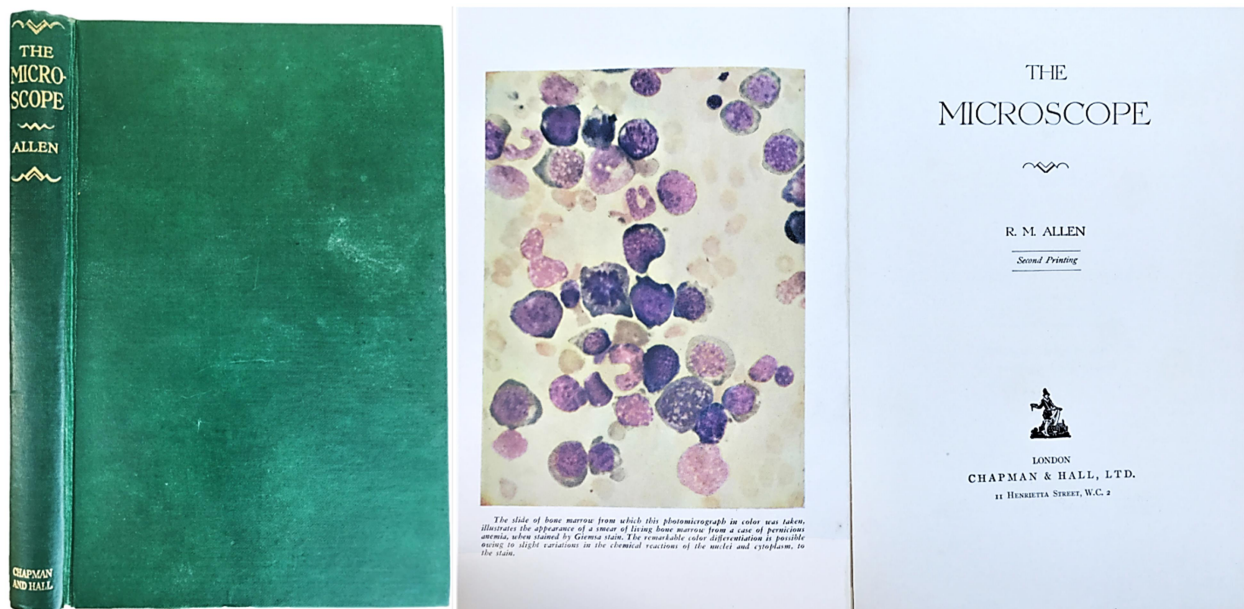 THE
MICRO-
SCOPE
ALLEN
CHAPMAN
AND HALL
The slide of bone marrow from which this photomicrograph in color was taken,
illustrates the appearance of a smear of living bone marrow from a case of pernicious
anemia, when stained by Giemsa stain. The remarkable color differentiation is possible
owing to slight variations in the chemical reactions of the nuclei and cytoplasm, to
the stain.
THE
MICROSCOPE
R. M. ALLEN
Second Printing
LONDON
CHAPMAN & HALL, LTD.
11 HENRIETTA STREET, W.C. 2